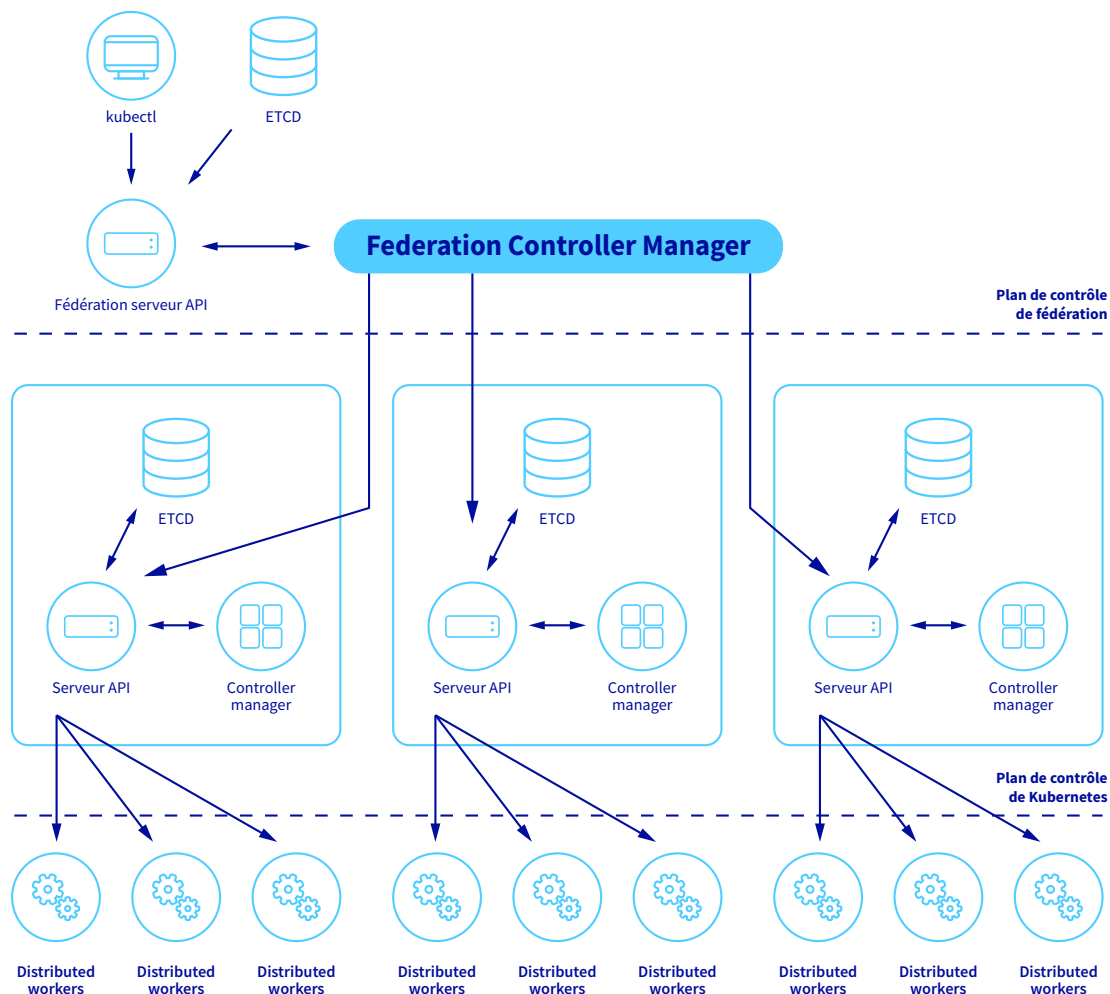 kubectl
ETCD
Federation Controller Manager
Fédération serveur API
Plan de contrôle
de fédération
ETCD
ETCD
ETCD
Serveur API
Controller
manager
Serveur API
Controller
manager
Serveur API
Controller
manager
Plan de contrôle
de Kubernetes
Distributed
workers
Distributed
workers
Distributed
workers
Distributed
workers
Distributed
workers
Distributed
workers
Distributed
workers
Distributed
workers
Distributed
workers